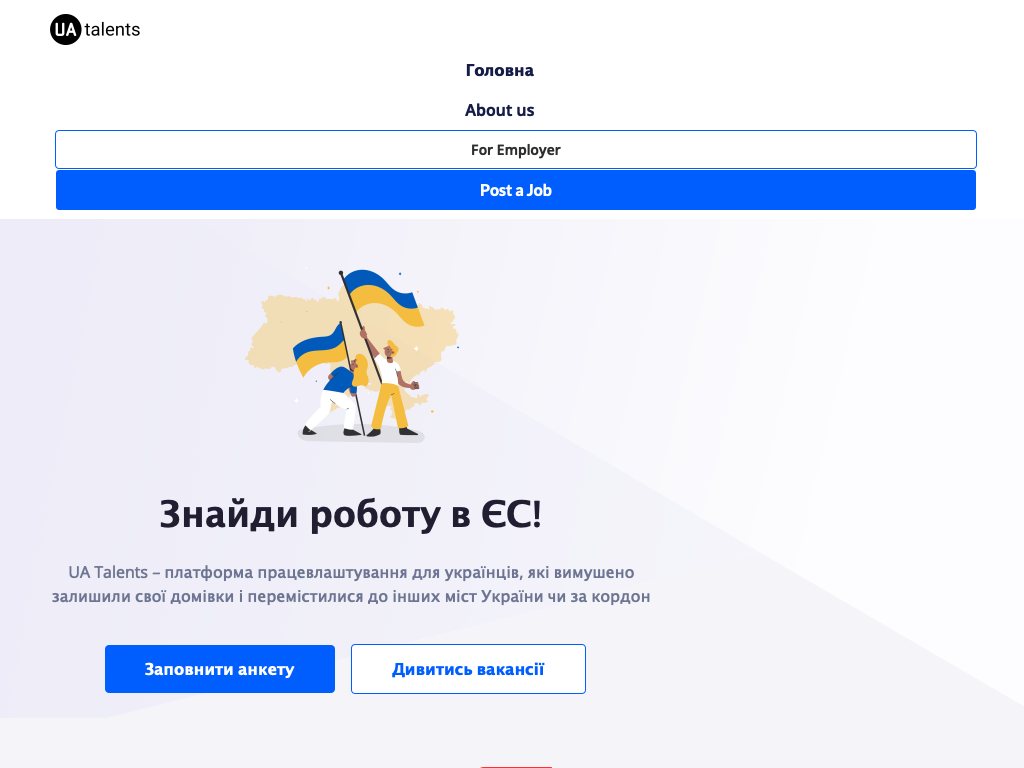 UA talents
Головна
About us
For Employer
Post a Job
Знайди роботу в ЄС!
UA Talents – платформа працевлаштування для українців, які вимушено
залишили свої домівки і перемістилися до інших міст України чи за кордон
Заповнити анкету
Дивитись вакансії